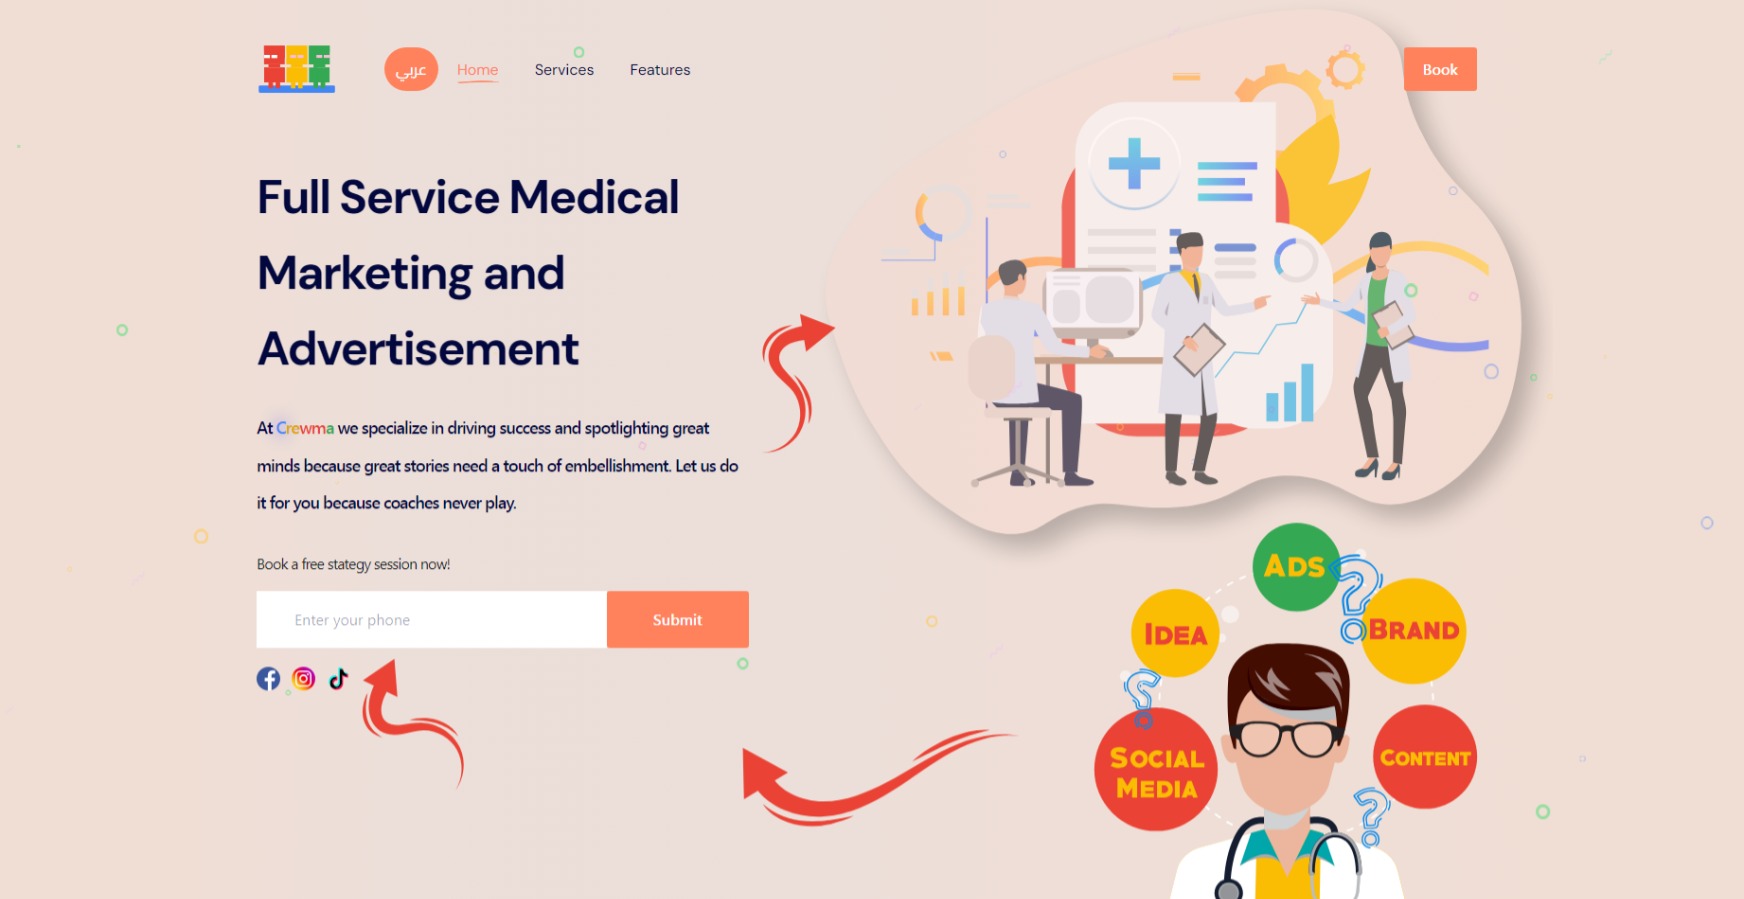 عربي
Home
Services
Features
Book
Full Service Medical
Marketing and
Advertisement
At Crewma we specialize in driving success and spotlighting great
minds because great stories need a touch of embellishment. Let us do
it for you because coaches never play.
Book a free stategy session now!
Enter your phone
Submit
ADS
IDEA
BRAND
SOCIAL
MEDIA
CONTENT